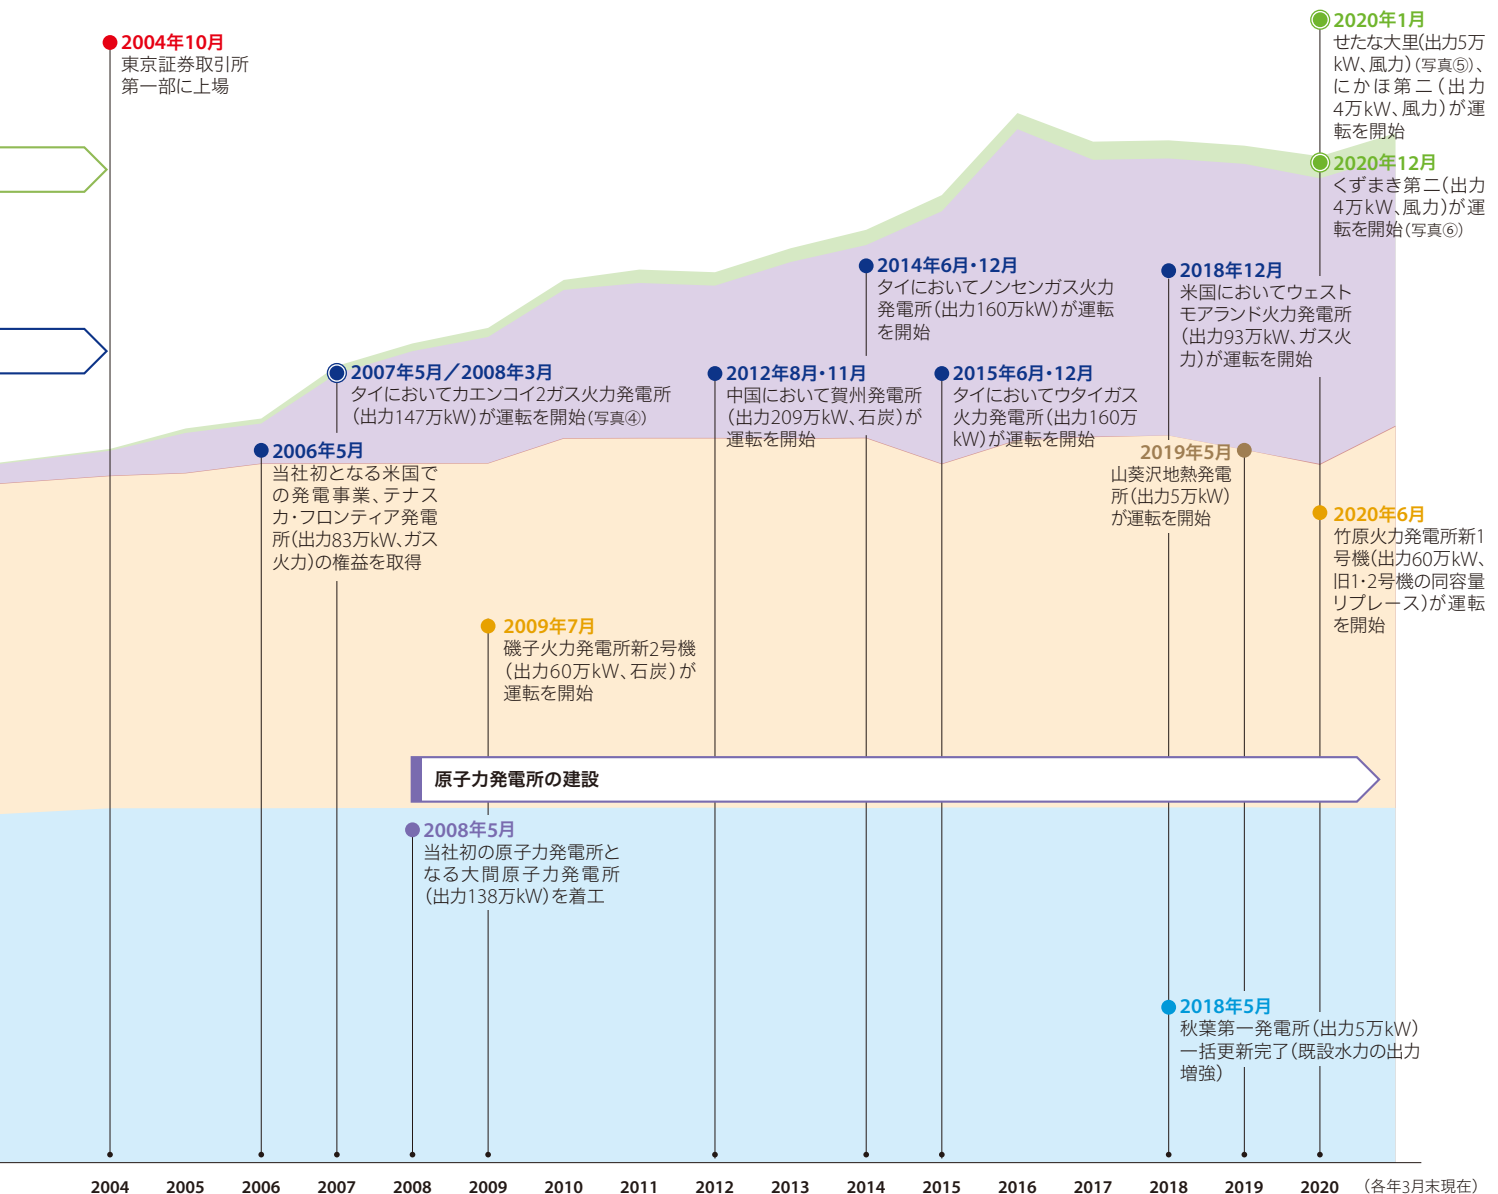 2004年10月
東京証券取引所
第一部に上場
2020年1月
せたな大里(出力5万
kW、風力)(写真⑤)、
にかほ第二(出力
4万kW、風力)が運
転を開始
2020年12月
くずまき第二(出力
4万kW、風力)が運
転を開始(写真⑥)
2014年6月・12月
タイにおいてノンセンガス火力
発電所(出力160万kW)が運転
を開始
2018年12月
米国においてウェスト
モアランド火力発電所
(出力93万kW、ガス火
力)が運転を開始
2007年5月／2008年3月
タイにおいてカエンコイ2ガス火力発電所
(出力147万kW)が運転を開始(写真④)
2012年8月・11月
中国において賀州発電所
(出力209万kW、石炭)が
運転を開始
2015年6月・12月
タイにおいてウタイガス
火力発電所(出力160万
kW)が運転を開始
2006年5月
当社初となる米国で
の発電事業、テナス
カ・フロンティア発電
所(出力83万kW、ガス
火力)の権益を取得
2019年5月
山葵沢地熱発電
所(出力5万kW)
が運転を開始
2020年6月
竹原火力発電所新1
号機(出力60万kW、
旧1・2号機の同容量
リプレース)が運転
を開始
2009年7月
磯子火力発電所新2号機
(出力60万kW、石炭)が
運転を開始
原子力発電所の建設
2008年5月
当社初の原子力発電所と
なる大間原子力発電所
(出力138万kW)を着工
2018年5月
秋葉第一発電所(出力5万kW)
一括更新完了(既設水力の出力
増強)
2004 2005 2006 2007 2008 2009 2010 2011 2012 2013 2014 2015 2016 2017 2018 2019 2020 (各年3月末現在)